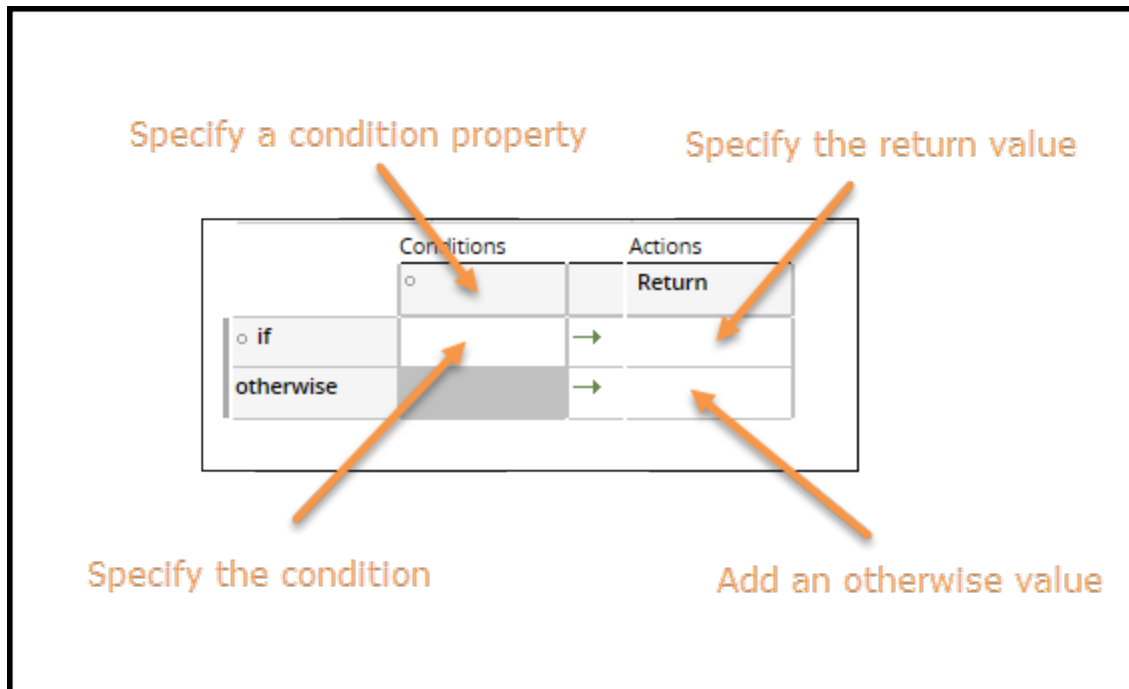 Specify a condition property
Specify the return value
Conditions
Actions
Return
if
otherwise
Specify the condition
Add an otherwise value